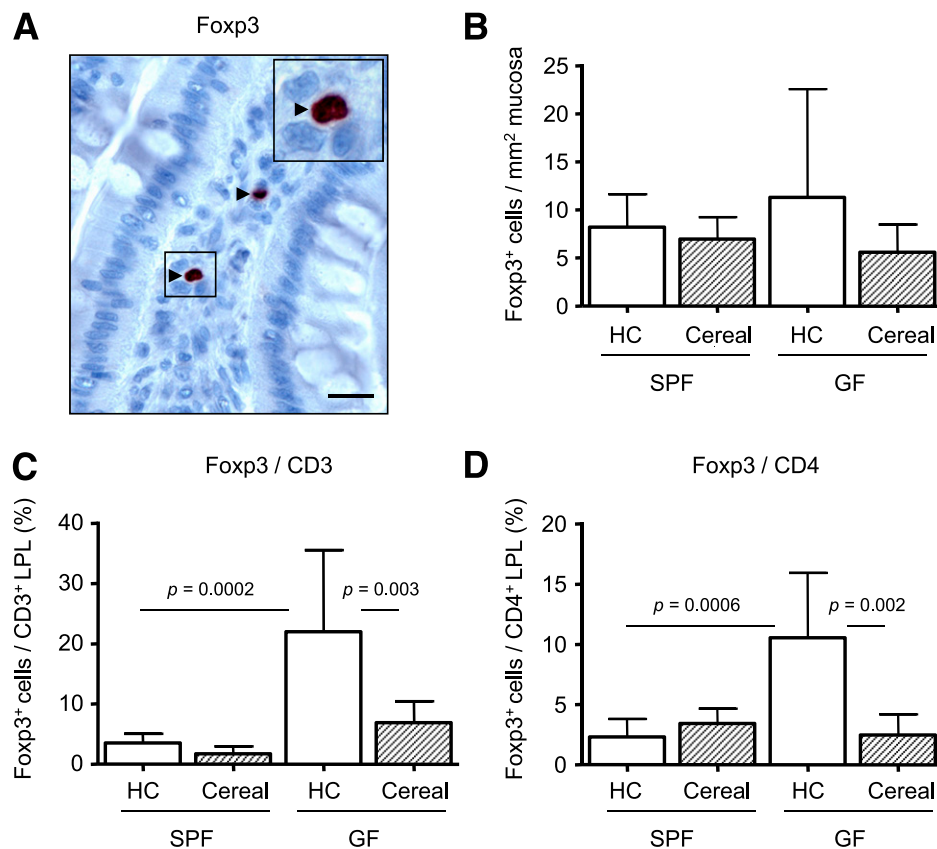 A
Foxp3
B
Foxp3⁺ cells / mm² mucosa
25
20
15
10
5
0
HC Cereal HC Cereal
SPF GF
C
Foxp3 / CD3
Foxp3⁺ cells / CD3⁺ LPL (%)
40
30
20
10
0
p = 0.0002
p = 0.003
HC Cereal HC Cereal
SPF GF
D
Foxp3 / CD4
Foxp3⁺ cells / CD4⁺ LPL (%)
20
15
10
5
0
p = 0.0006
p = 0.002
HC Cereal HC Cereal
SPF GF